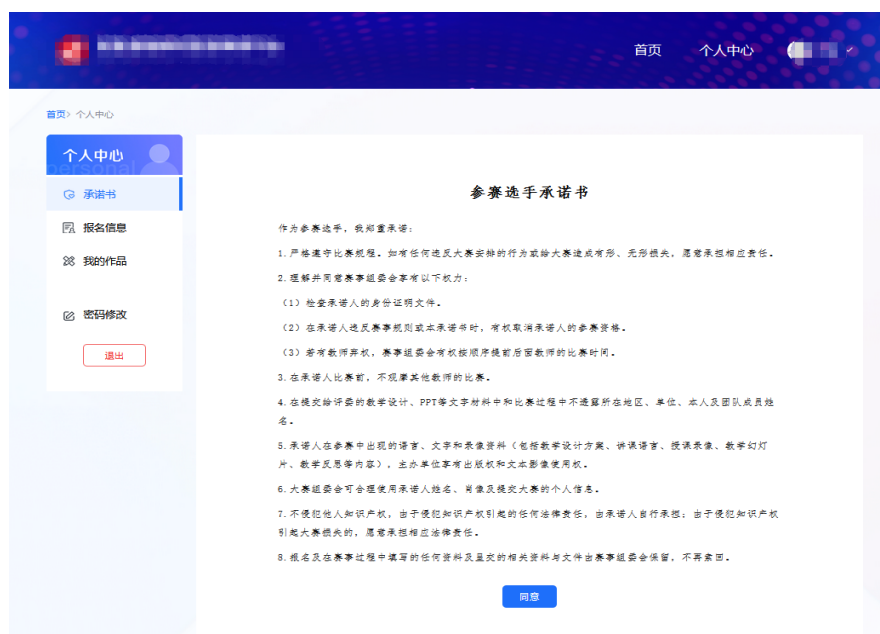 首页
个人中心
首页> 个人中心
个人中心
personal
承诺书
报名信息
我的作品
密码修改
退出
参赛选手承诺书
作为参赛选手，我郑重承诺：
1.严格遵守比赛规程。如有任何违反大赛安排的行为或给大赛造成有形、无形损失，愿意承担相应责任。
2.理解并同意赛事组委会享有以下权力：
（1）检查承诺人的身份证明文件。
（2）在承诺人违反赛事规则或本承诺书时，有权取消承诺人的参赛资格。
（3）若有教师弃权，赛事组委会有权按顺序提前后面教师的比赛时间。
3.在承诺人比赛前，不观摩其他教师的比赛。
4.在提交给评委的教学设计、PPT等文字材料中和比赛过程中不透露所在地区、单位、本人及团队成员姓
名。
5.承诺人在参赛中出现的语言、文字和录像资料（包括教学设计方案、讲课语言、授课录像、教学幻灯
片、教学反思等内容），主办单位享有出版权和文本影像使用权。
6.大赛组委会可合理使用承诺人姓名、肖像及提交大赛的个人信息。
7.不侵犯他人知识产权，由于侵犯知识产权引起的任何法律责任，由承诺人自行承担；由于侵犯知识产权
引起大赛损失的，愿意承担相应法律责任。
8.报名及在赛事过程中填写的任何资料及呈交的相关资料与文件由赛事组委会保留，不再索回。
同意